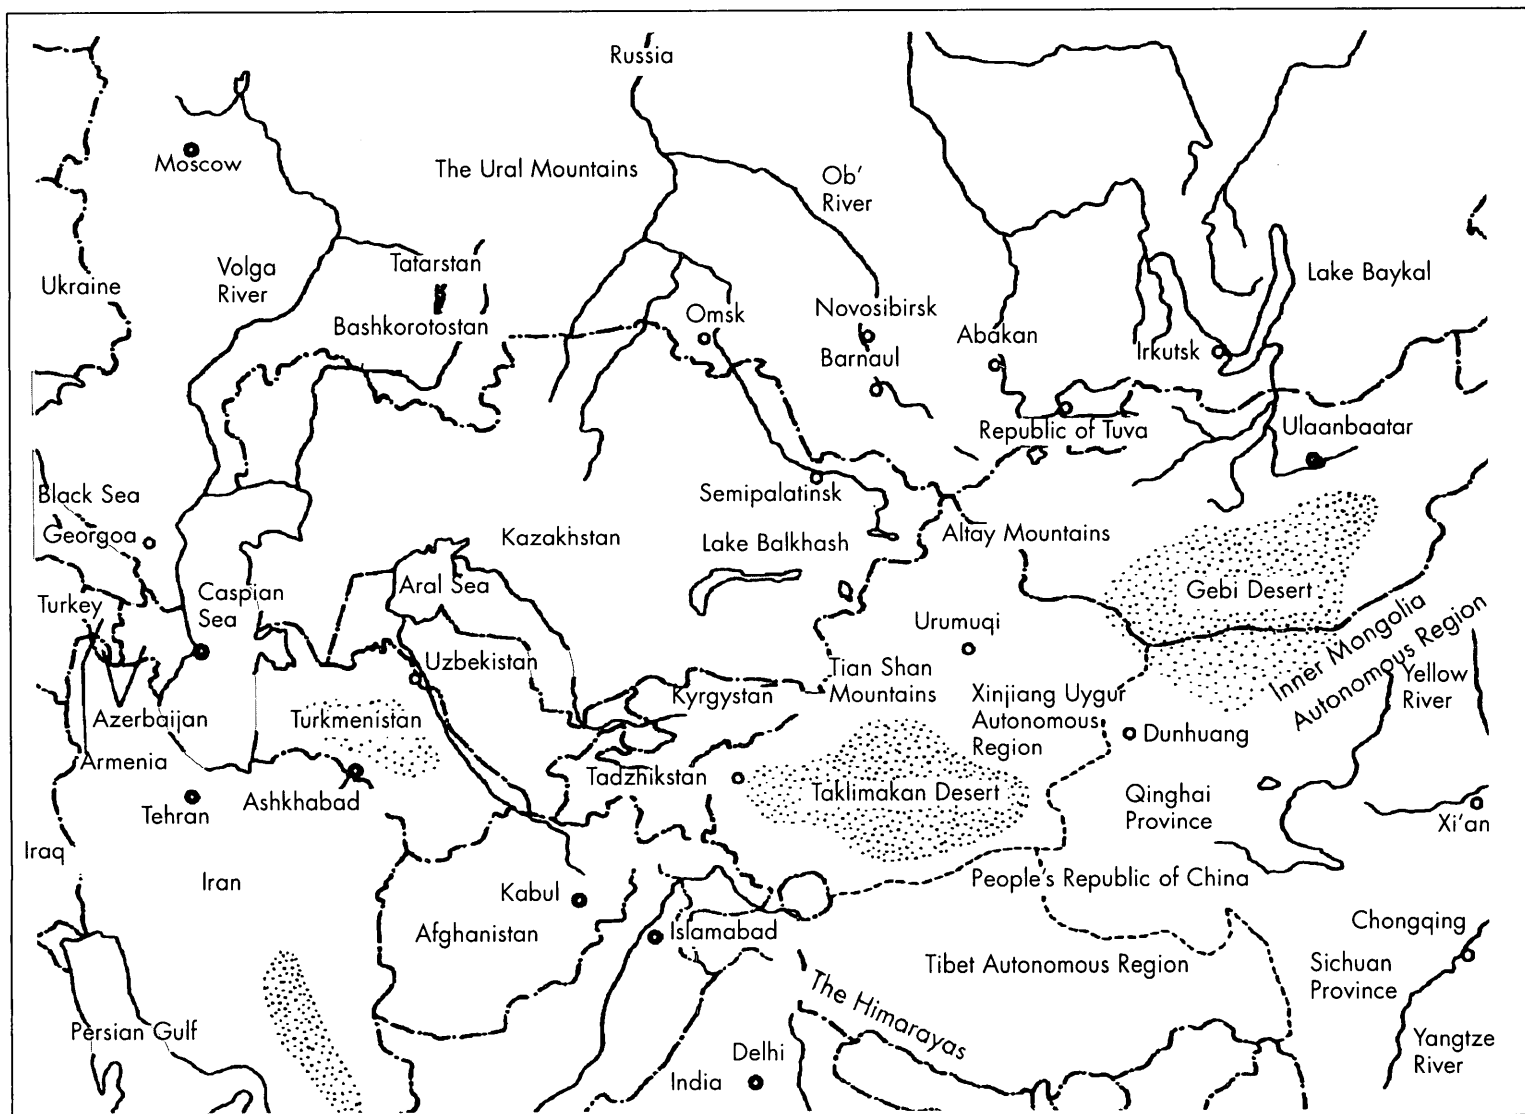 Russia
Moscow
The Ural Mountains
Ob'
River
Ukraine
Volga
River
Tatarstan
Bashkorotostan
Omsk
Novosibirsk
Barnaul
Abakan
Irkutsk
Lake Baykal
Republic of Tuva
Ulaanbaatar
Black Sea
Georgoa
Semipalatinsk
Kazakhstan
Lake Balkhash
Altay Mountains
Turkey
Caspian
Sea
Aral Sea
Gebi Desert
Urumuqi
Inner Mongolia
Autonomous Region
Uzbekistan
Tian Shan
Mountains
Kyrgystan
Xinjiang Uygur
Autonomous
Region
Yellow
River
Azerbaijan
Turkmenistan
Dunhuang
Armenia
Tadzhikstan
Taklimakan Desert
Qinghai
Province
Tehran
Ashkhabad
Xi'an
Iraq
Iran
Kabul
People's Republic of China
Afghanistan
Islamabad
Chongqing
Tibet Autonomous Region
Sichuan
Province
The Himarayas
Persian Gulf
Delhi
India
Yangtze
River